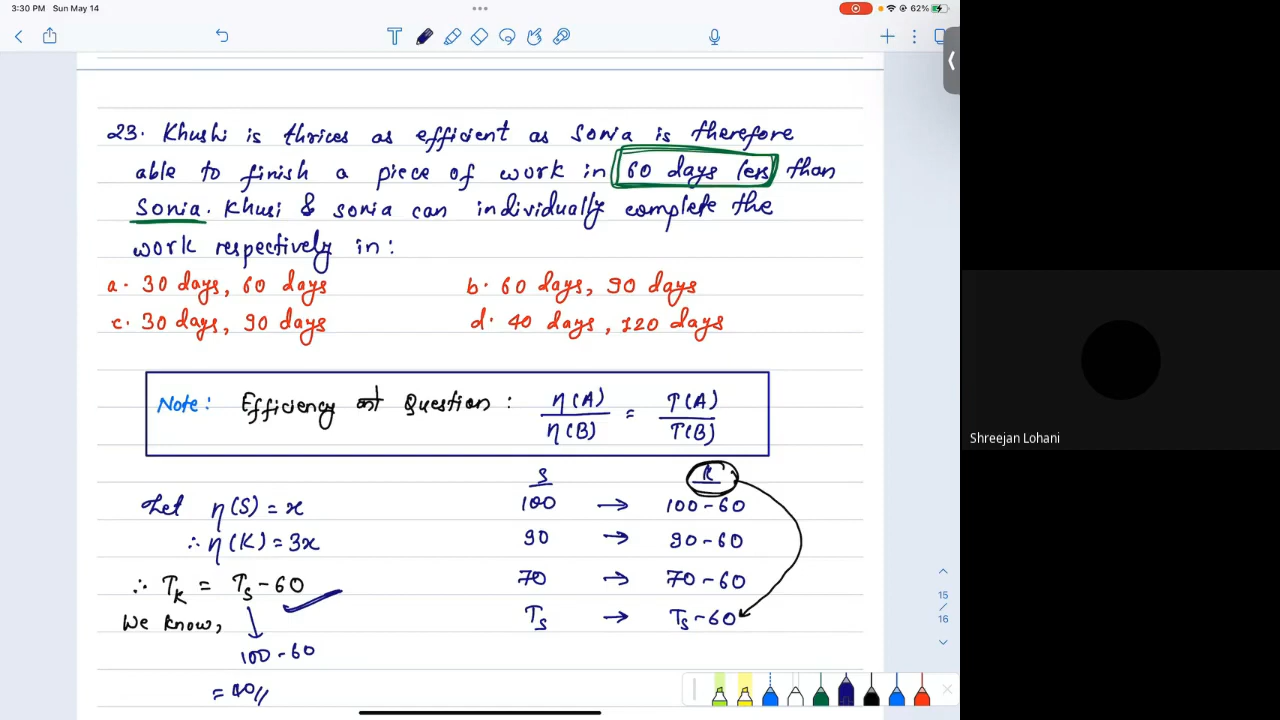 3:30 PM Sun May 14
62%
23. Khushi is thrices as efficient as Sonia is therefore
able to finish a piece of work in 60 days less than
Sonia. Khusi & sonia can individually complete the
work respectively in:
a. 30 days, 60 days b. 60 days, 90 days
c. 30 days, 90 days d. 40 days, 120 days
Note: Efficiency Question: η(A)/η(B) = T(A)/T(B)
S K
Let η(S) = x 100 → 100-60
∴ η(K) = 3x 90 → 90-60
∴ T_K = T_S - 60 70 → 70-60
We know, T_S → T_S-60
100 - 60
= 40//
15
/
16
Shreejan Lohani